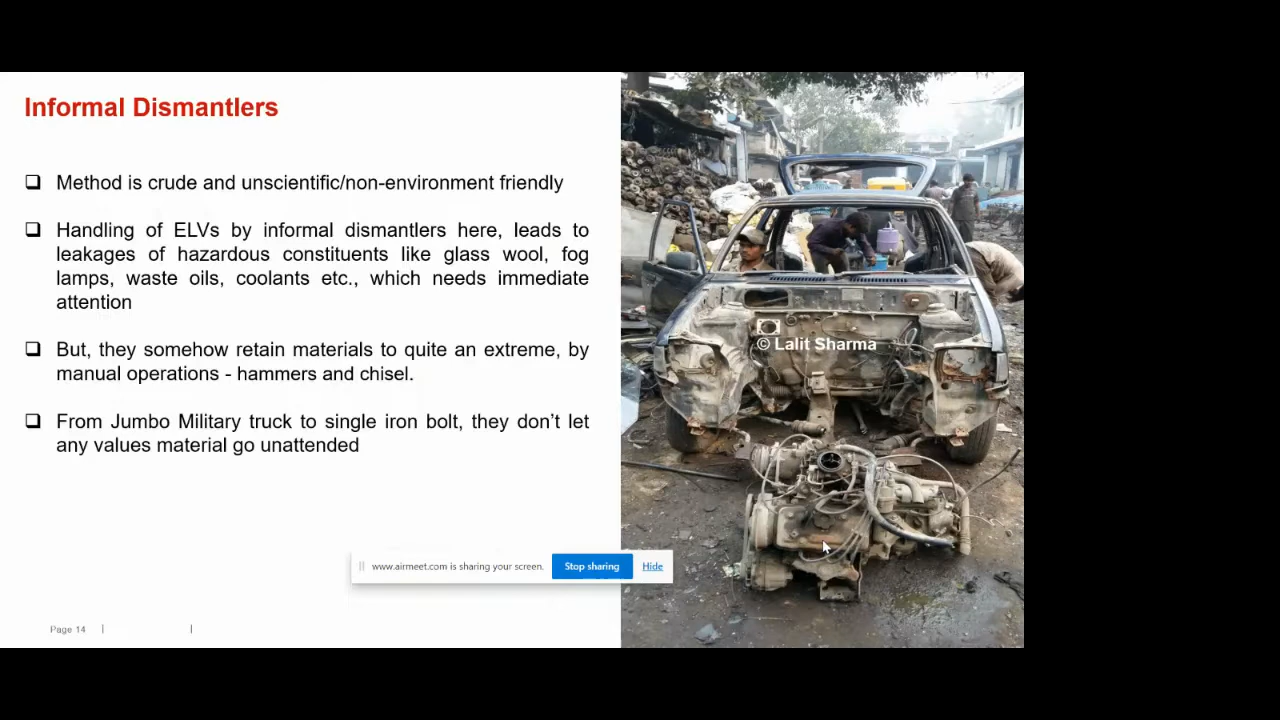 Informal Dismantlers
❑ Method is crude and unscientific/non-environment friendly
❑ Handling of ELVs by informal dismantlers here, leads to
leakages of hazardous constituents like glass wool, fog
lamps, waste oils, coolants etc., which needs immediate
attention
❑ But, they somehow retain materials to quite an extreme, by
manual operations - hammers and chisel.
❑ From Jumbo Military truck to single iron bolt, they don't let
any values material go unattended
© Lalit Sharma
www.airmeet.com is sharing your screen. Stop sharing Hide
Page 14